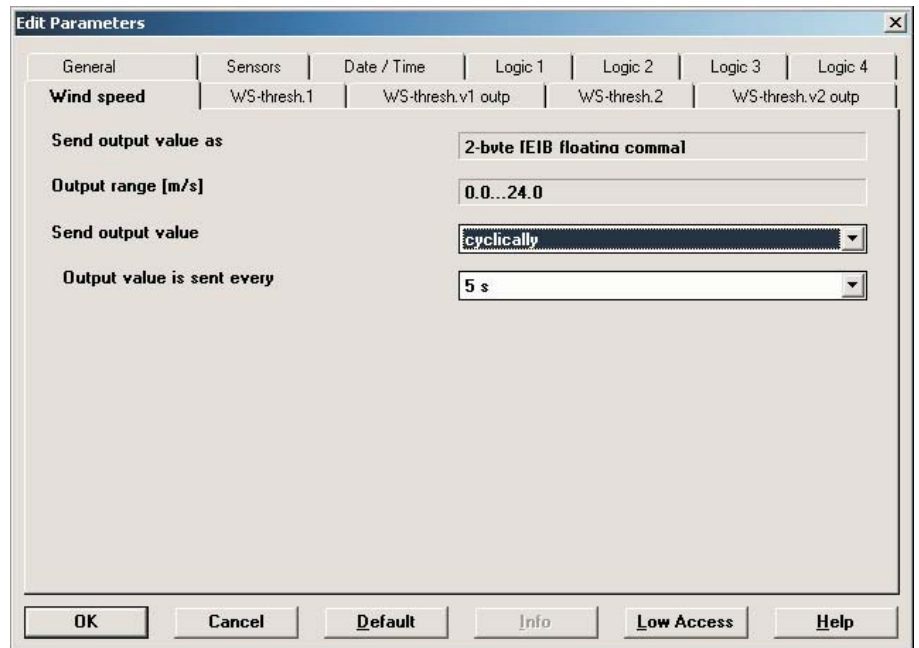 Edit Parameters
General Sensors Date / Time Logic 1 Logic 2 Logic 3 Logic 4
Wind speed WS-thresh.1 WS-thresh.v1 outp WS-thresh.2 WS-thresh.v2 outp
Send output value as 2-byte [EIB floating comma]
Output range [m/s] 0.0...24.0
Send output value cyclically
Output value is sent every 5 s
OK Cancel Default Info Low Access Help